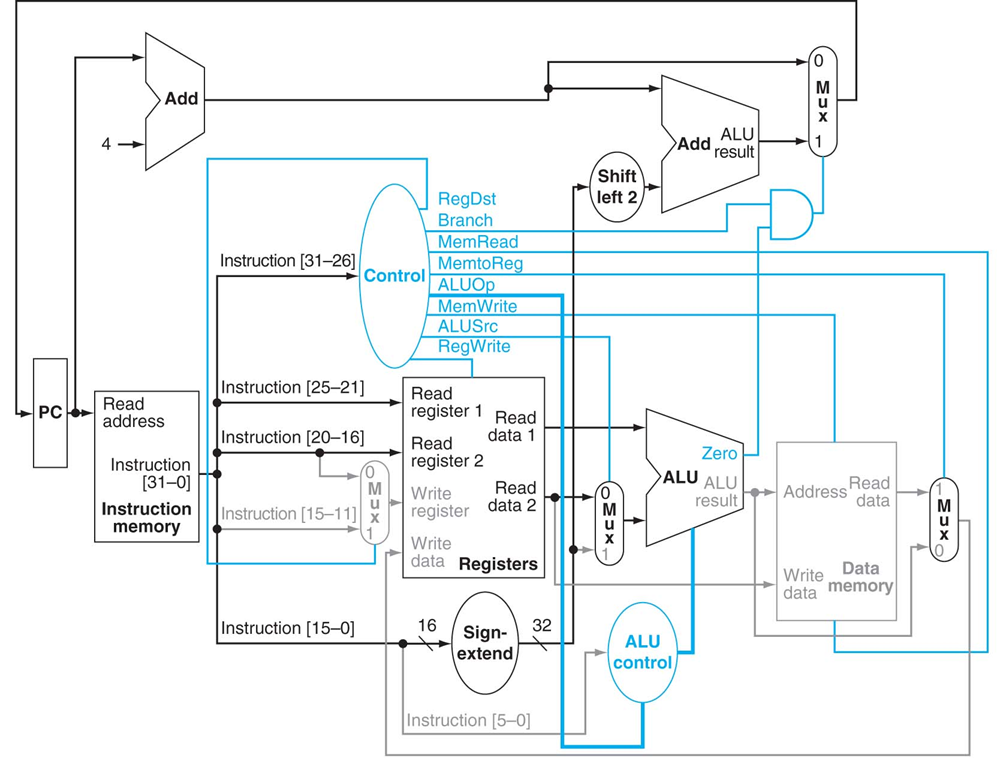 0
M
u
x
1
Add
4
Add
ALU
result
Shift
left 2
RegDst
Branch
MemRead
MemtoReg
ALUOp
MemWrite
ALUSrc
RegWrite
Control
Instruction [31–26]
Instruction [25–21]
Instruction [20–16]
Instruction [15–11]
Instruction [15–0]
PC
Read
address
Instruction
[31–0]
Instruction
memory
0
M
u
x
1
Read
register 1
Read
register 2
Write
register
Write
data
Read
data 1
Read
data 2
Registers
0
M
u
x
1
Zero
ALU
ALU
result
Address
Read
data
Write
data
Data
memory
1
M
u
x
0
16
Sign-
extend
32
ALU
control
Instruction [5–0]